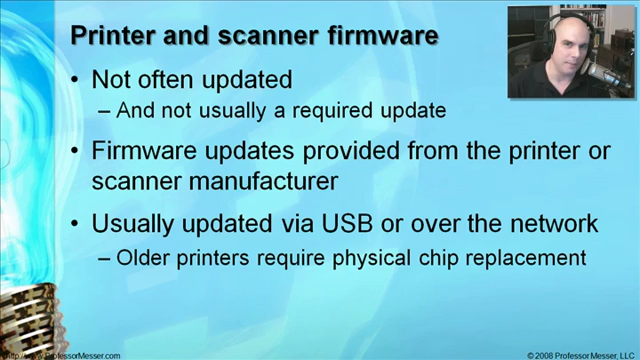 Printer and scanner firmware
• Not often updated
– And not usually a required update
• Firmware updates provided from the printer or
scanner manufacturer
• Usually updated via USB or over the network
– Older printers require physical chip replacement
http://www.ProfessorMesser.com
© 2008 Professor Messer, LLC